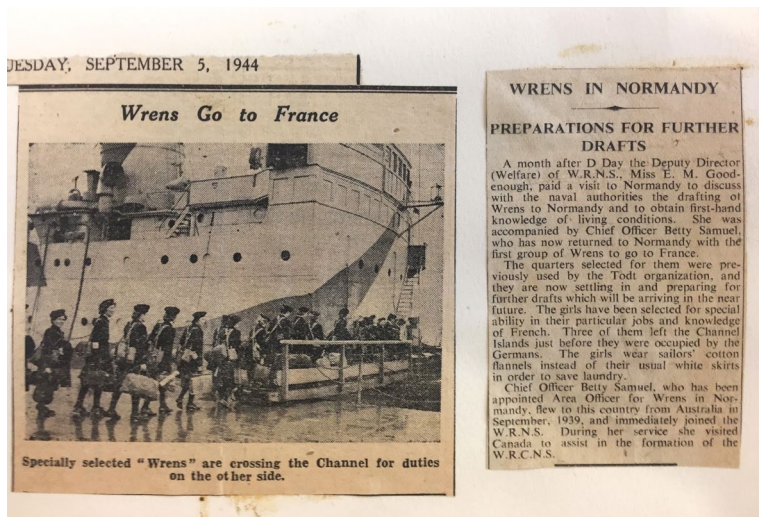 UESDAY, SEPTEMBER 5, 1944
Wrens Go to France
Specially selected "Wrens" are crossing the Channel for duties
on the other side.
WRENS IN NORMANDY
PREPARATIONS FOR FURTHER
DRAFTS
A month after D Day the Deputy Director
(Welfare) of W.R.N.S., Miss E. M. Good-
enough, paid a visit to Normandy to discuss
with the naval authorities the drafting of
Wrens to Normandy and to obtain first-hand
knowledge of living conditions. She was
accompanied by Chief Officer Betty Samuel,
who has now returned to Normandy with the
first group of Wrens to go to France.
The quarters selected for them were pre-
viously used by the Todt organization, and
they are now settling in and preparing for
further drafts which will be arriving in the near
future. The girls have been selected for special
ability in their particular jobs and knowledge
of French. Three of them left the Channel
Islands just before they were occupied by the
Germans. The girls wear sailors' cotton
flannels instead of their usual white skirts
in order to save laundry.
Chief Officer Betty Samuel, who has been
appointed Area Officer for Wrens in Nor-
mandy, flew to this country from Australia in
September, 1939, and immediately joined the
W.R.N.S. During her service she visited
Canada to assist in the formation of the
W.R.C.N.S.